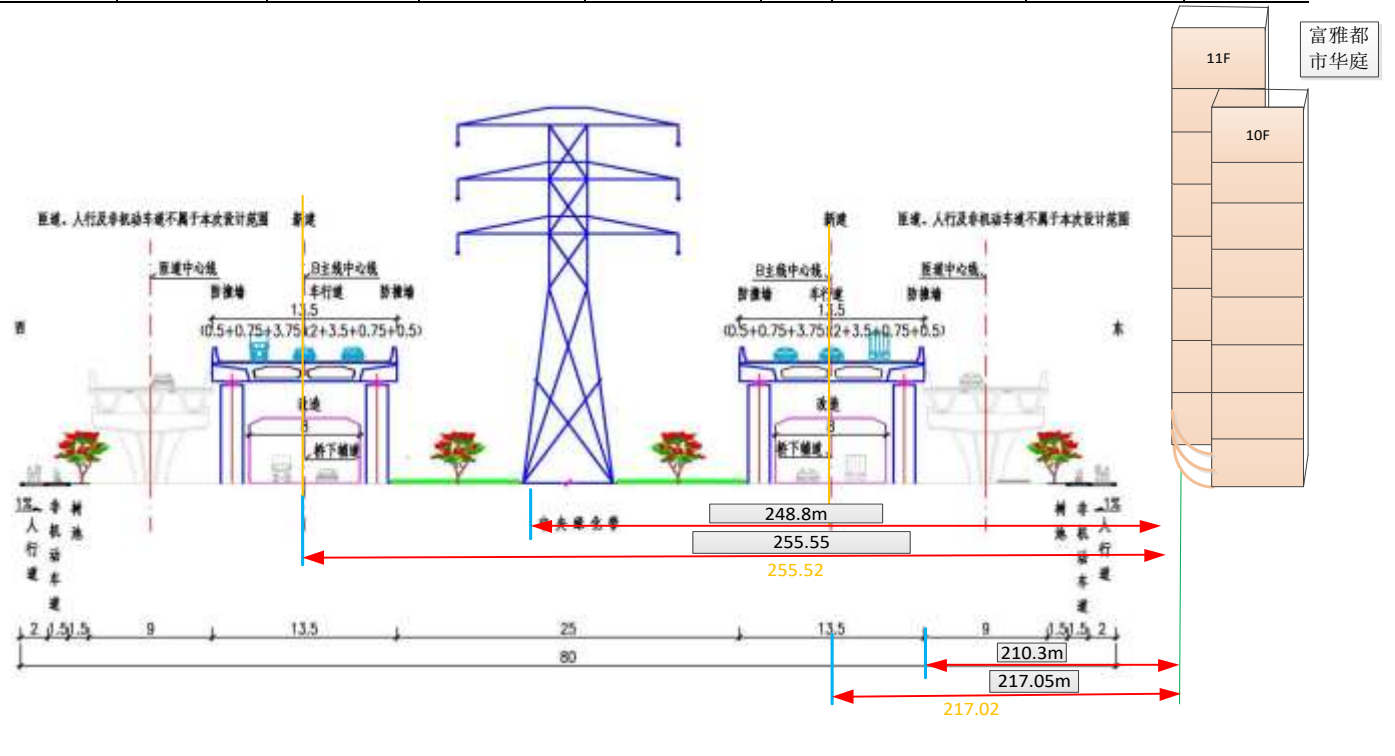 11F
富雅都
市华庭
10F
匝道、人行及非机动车道不属于本次设计范围
新建
新建
匝道、人行及非机动车道不属于本次设计范围
匝道中心线
B主线中心线
B主线中心线
匝道中心线
防撞墙
车行道
防撞墙
防撞墙
车行道
防撞墙
13.5
13.5
西
(0.5+0.75+3.75X2+3.5+0.75+0.5)
(0.5+0.75+3.75X2+3.5+0.75+0.5)
东
改造
改造
8
8
桥下辅道
桥下辅道
1%
人行道
非机动车道
树池
中央绿化带
树池
非机动车道
1%
人行道
248.8m
255.55
255.52
2
1.5
1.5
9
13.5
25
13.5
9
1.5
1.5
2
80
210.3m
217.05m
217.02